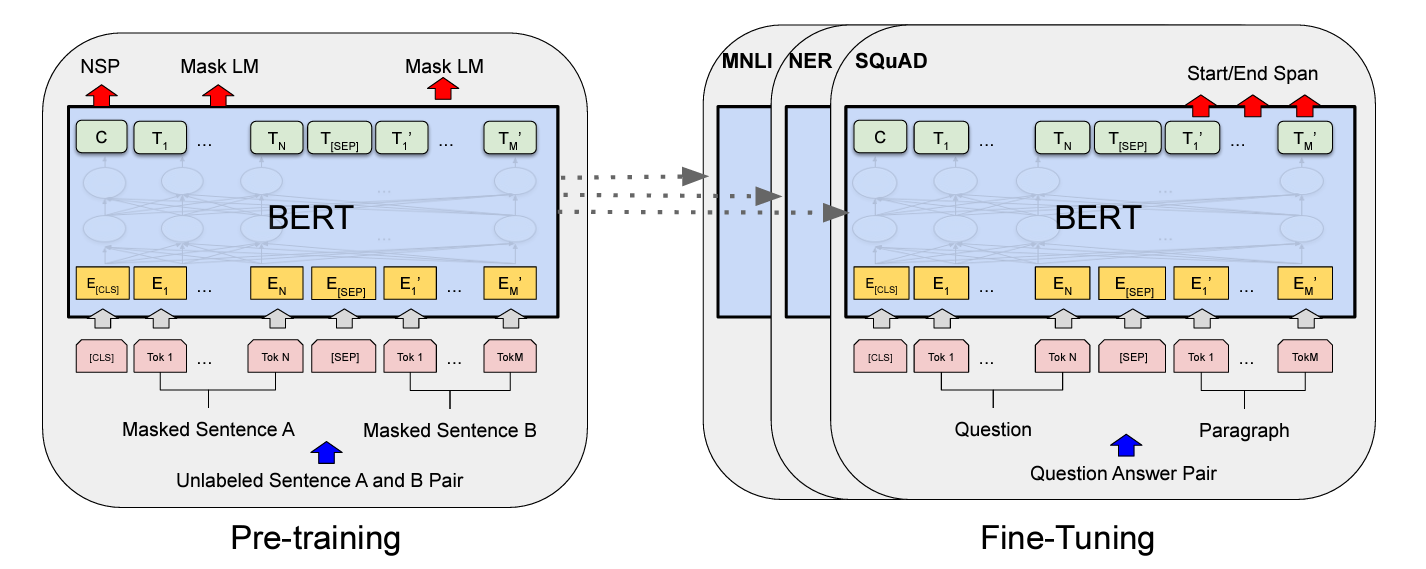 NSP Mask LM Mask LM
C T1 ... TN T[SEP] T1’ ... TM’
... 
BERT
...
E[CLS] E1 ... EN E[SEP] E1’ ... EM’
[CLS] Tok 1 ... Tok N [SEP] Tok 1 ... TokM
Masked Sentence A Masked Sentence B
Unlabeled Sentence A and B Pair
Pre-training
MNLI NER SQuAD
Start/End Span
C T1 ... TN T[SEP] T1’ ... TM’
...
BERT
...
E[CLS] E1 ... EN E[SEP] E1’ ... EM’
[CLS] Tok 1 ... Tok N [SEP] Tok 1 ... TokM
Question Paragraph
Question Answer Pair
Fine-Tuning